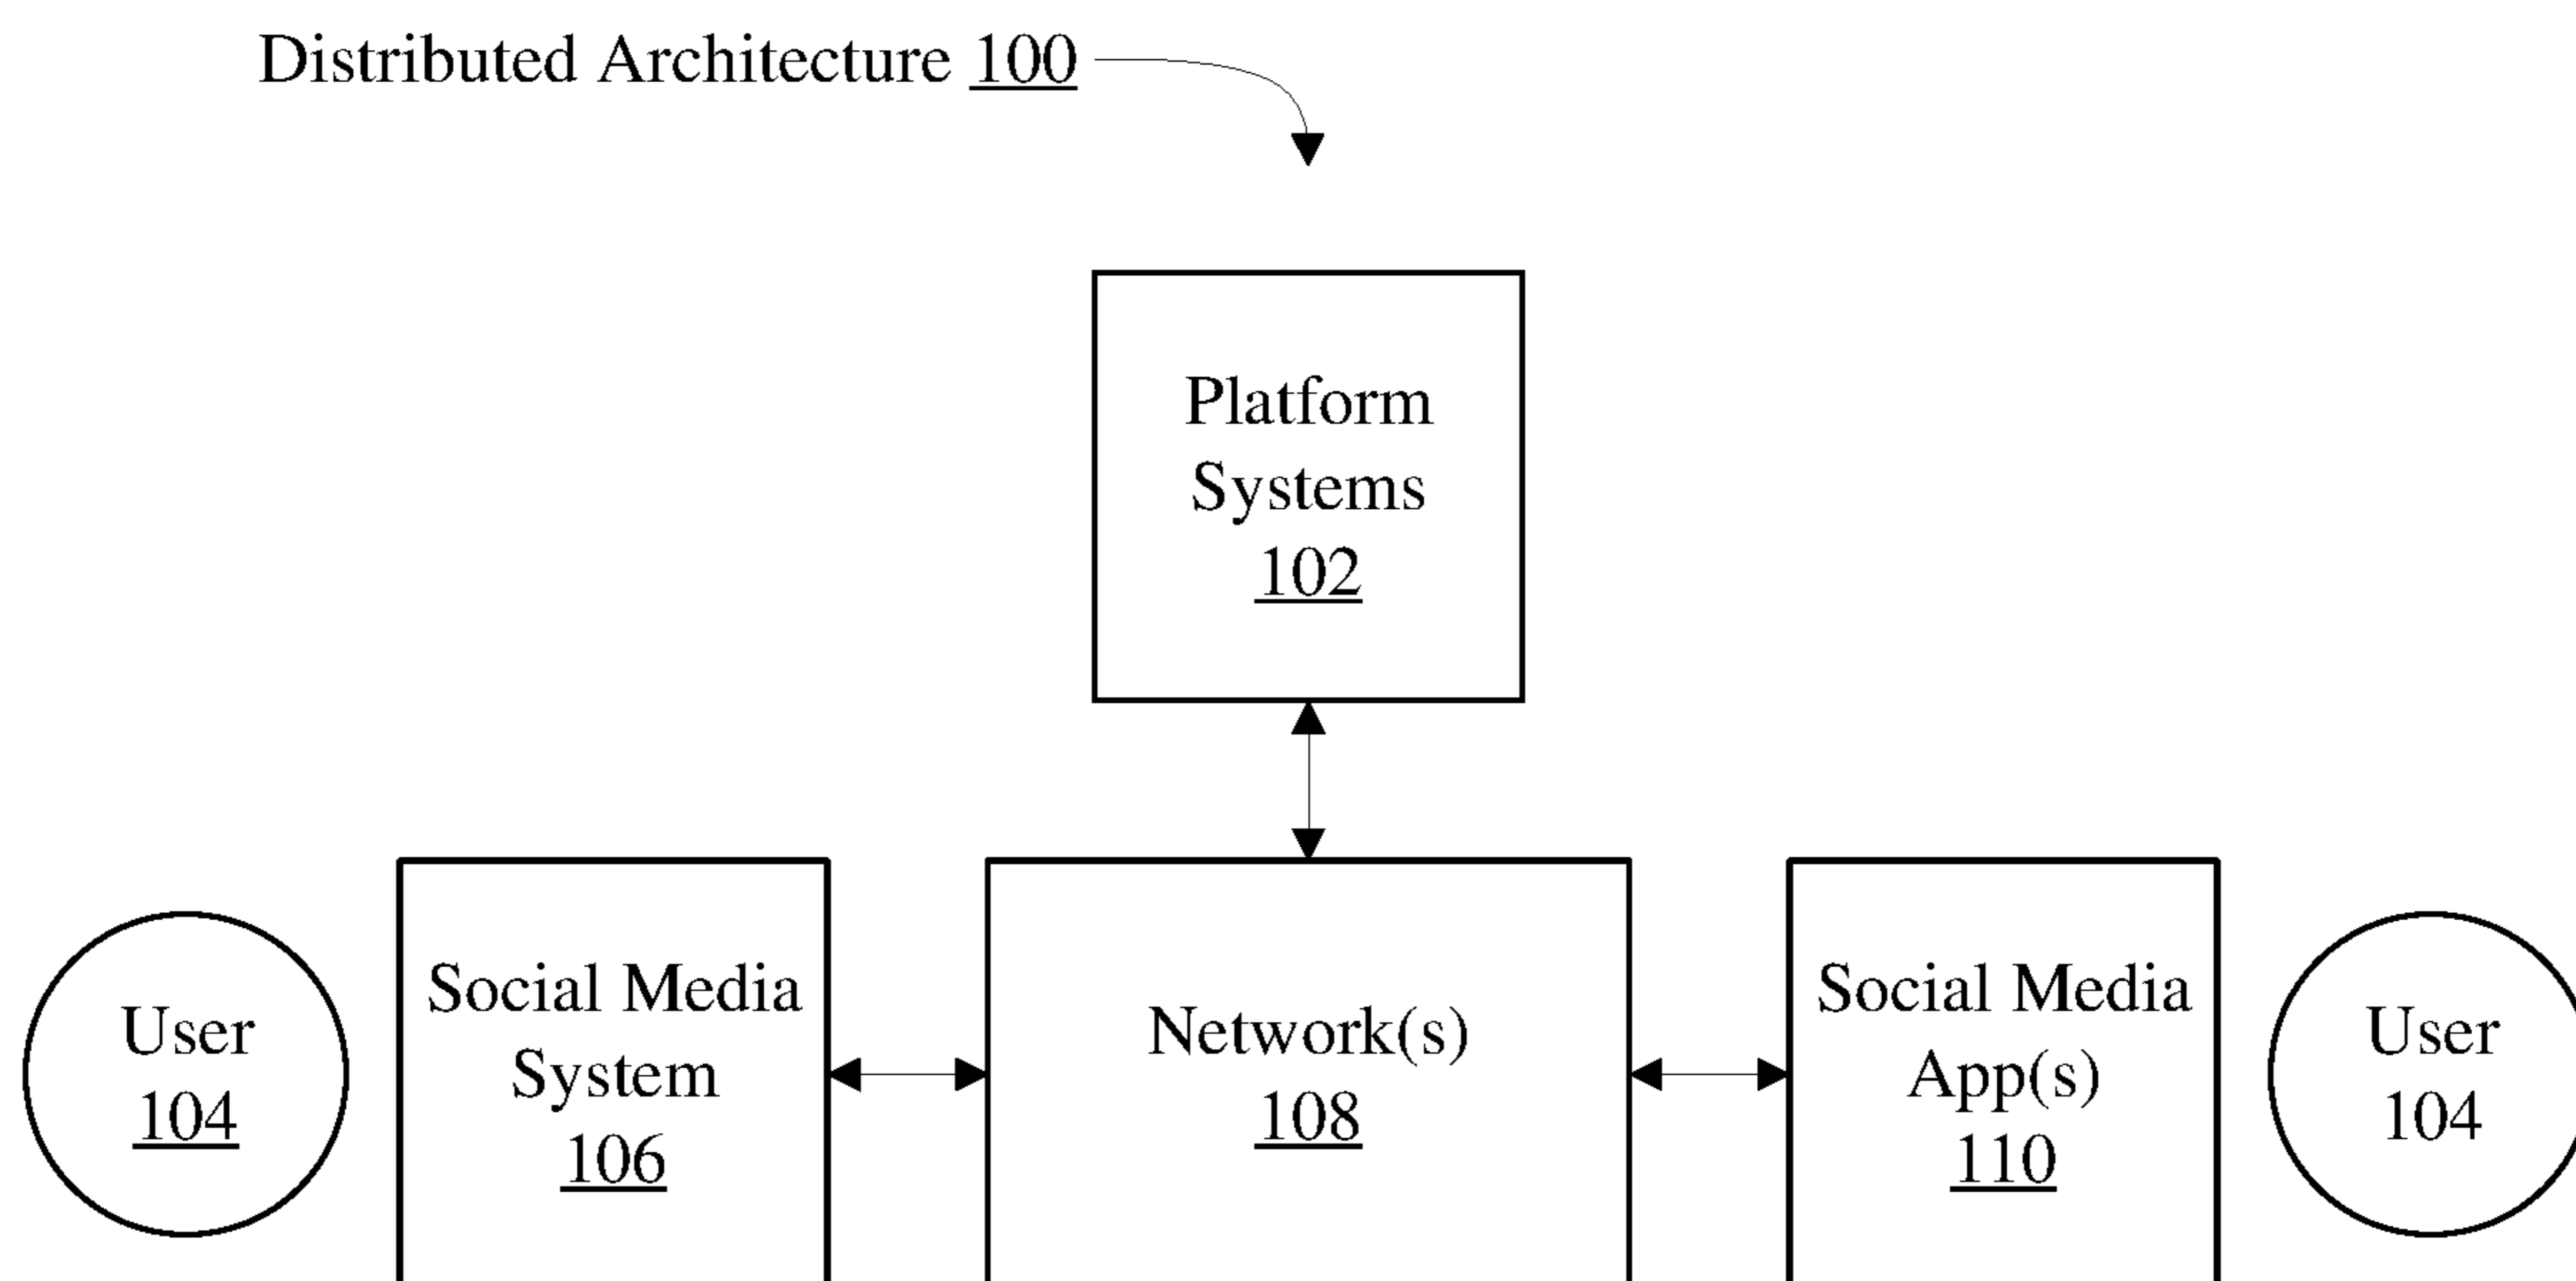 Distributed Architecture 100
Platform
Systems
102
User
104
Social Media
System
106
Network(s)
108
Social Media
App(s)
110
User
104